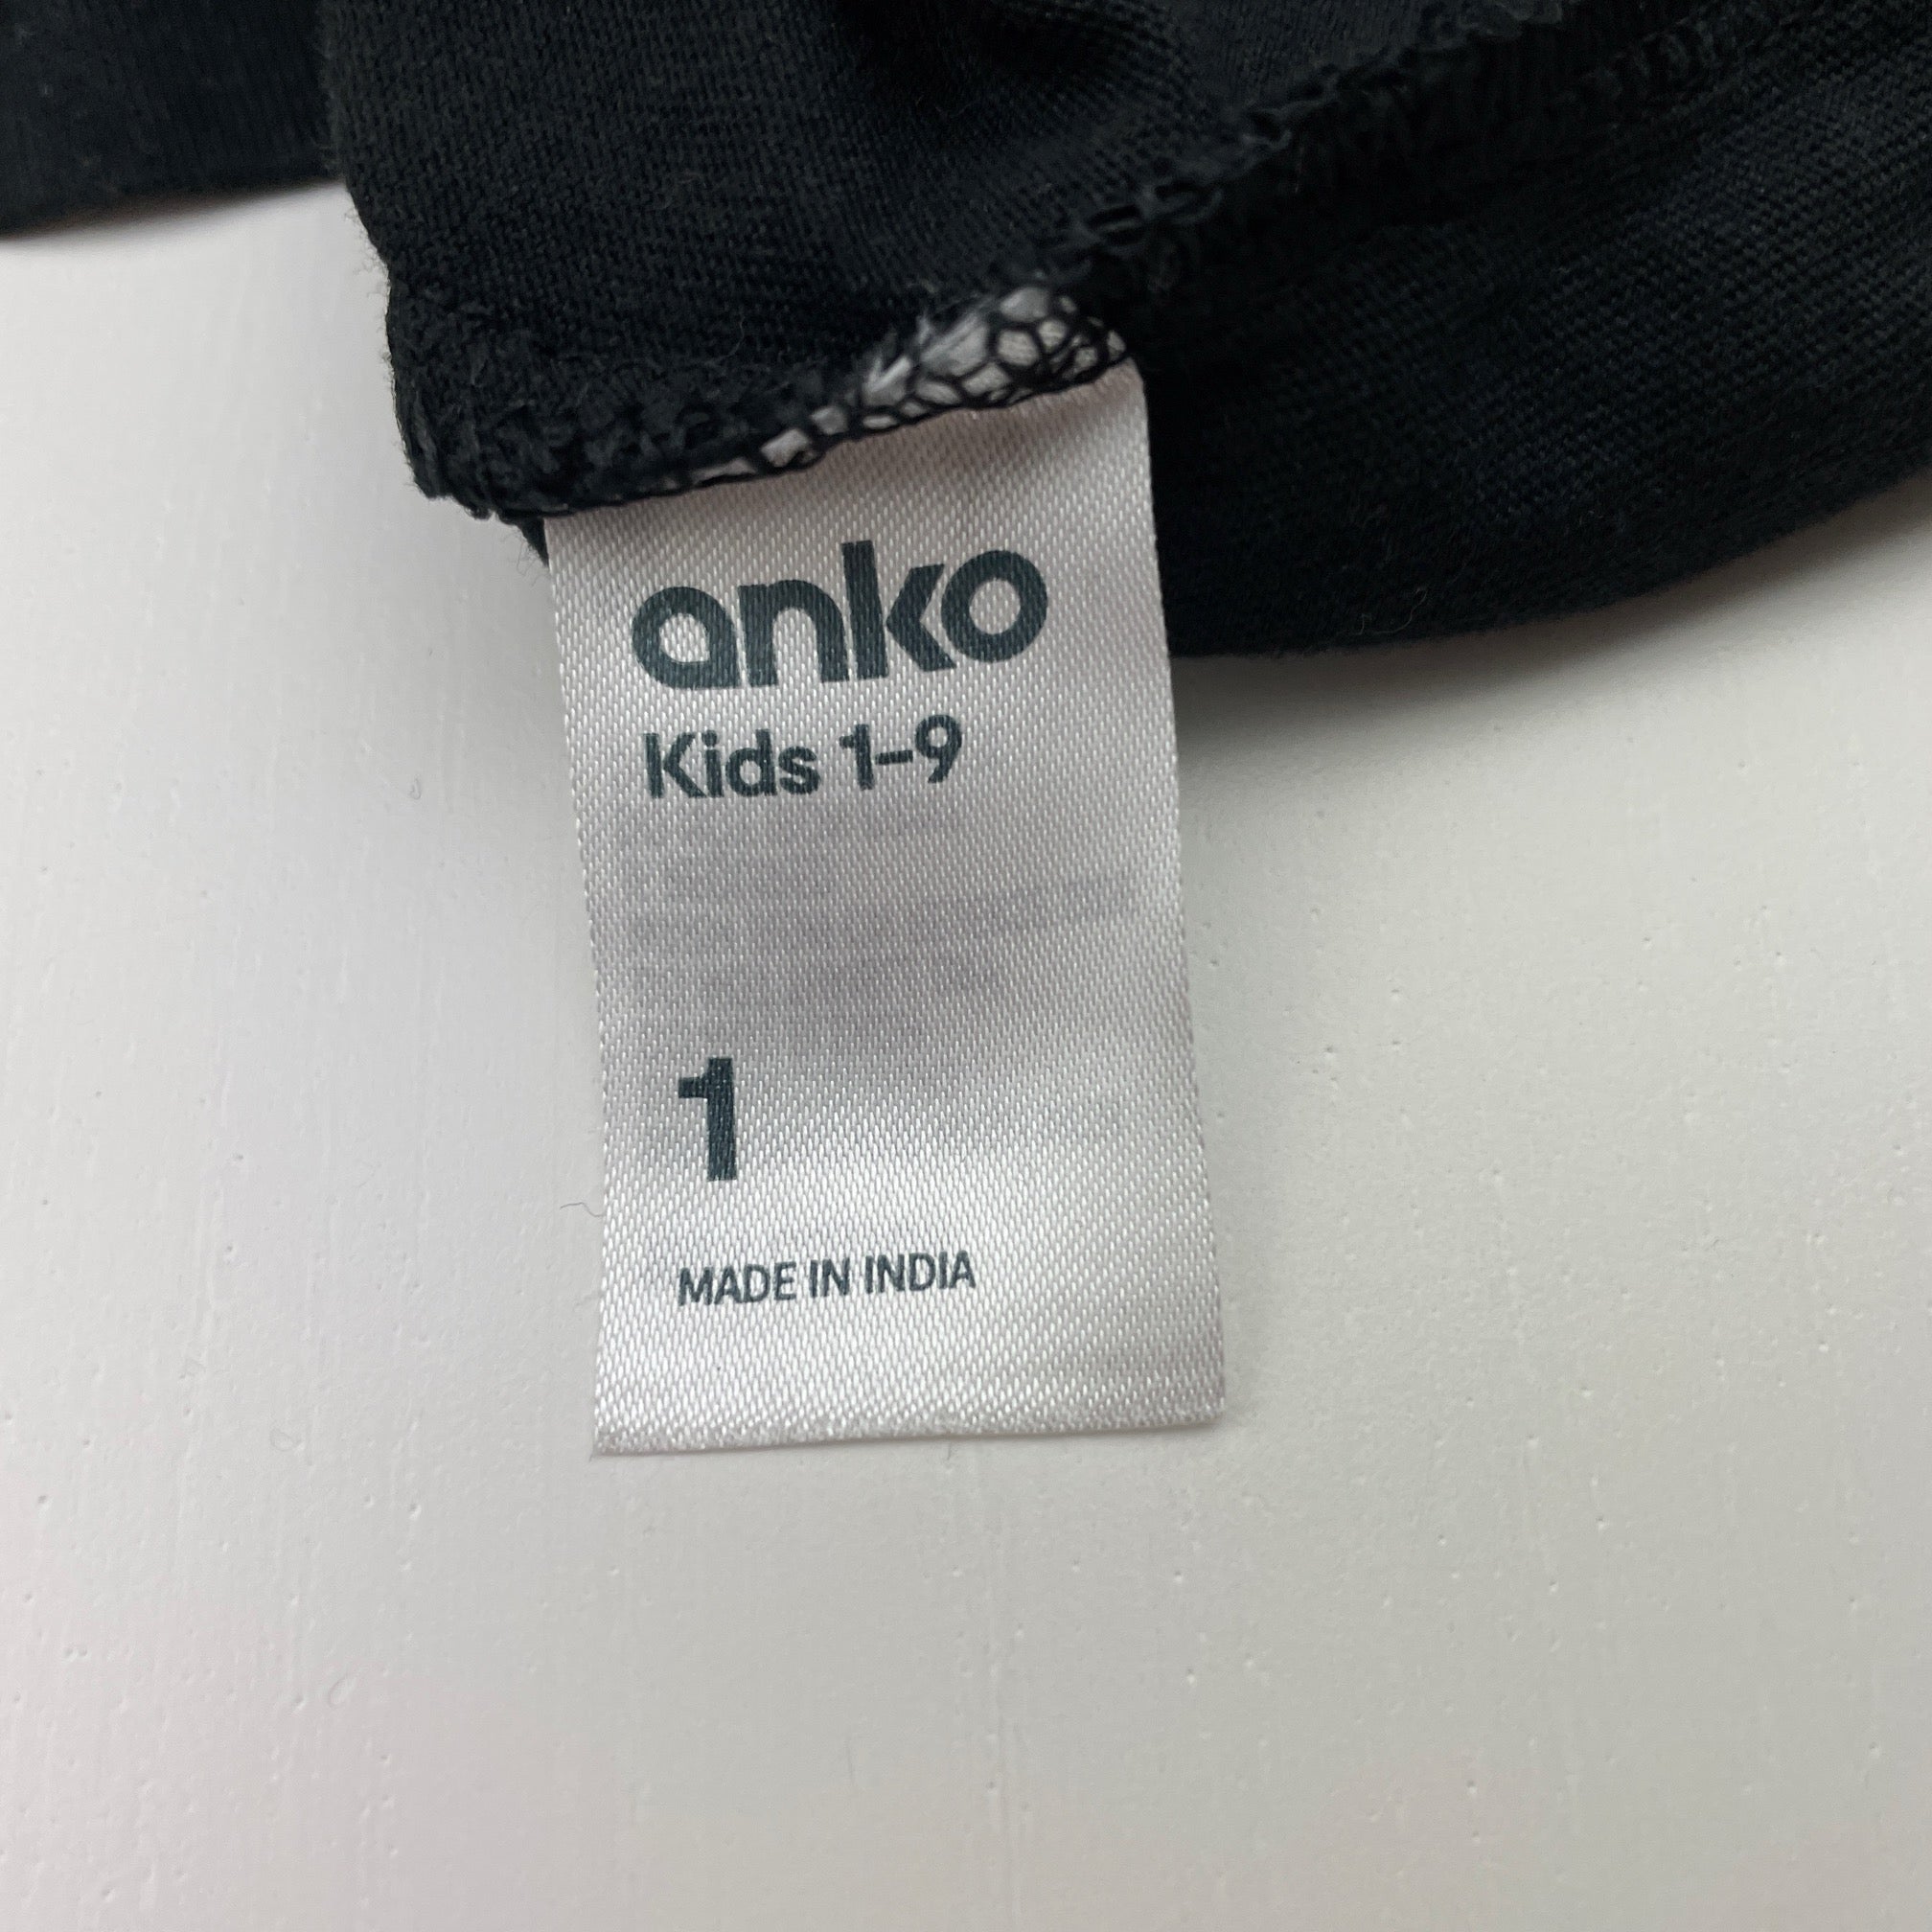 anko
Kids 1-9
1
MADE IN INDIA